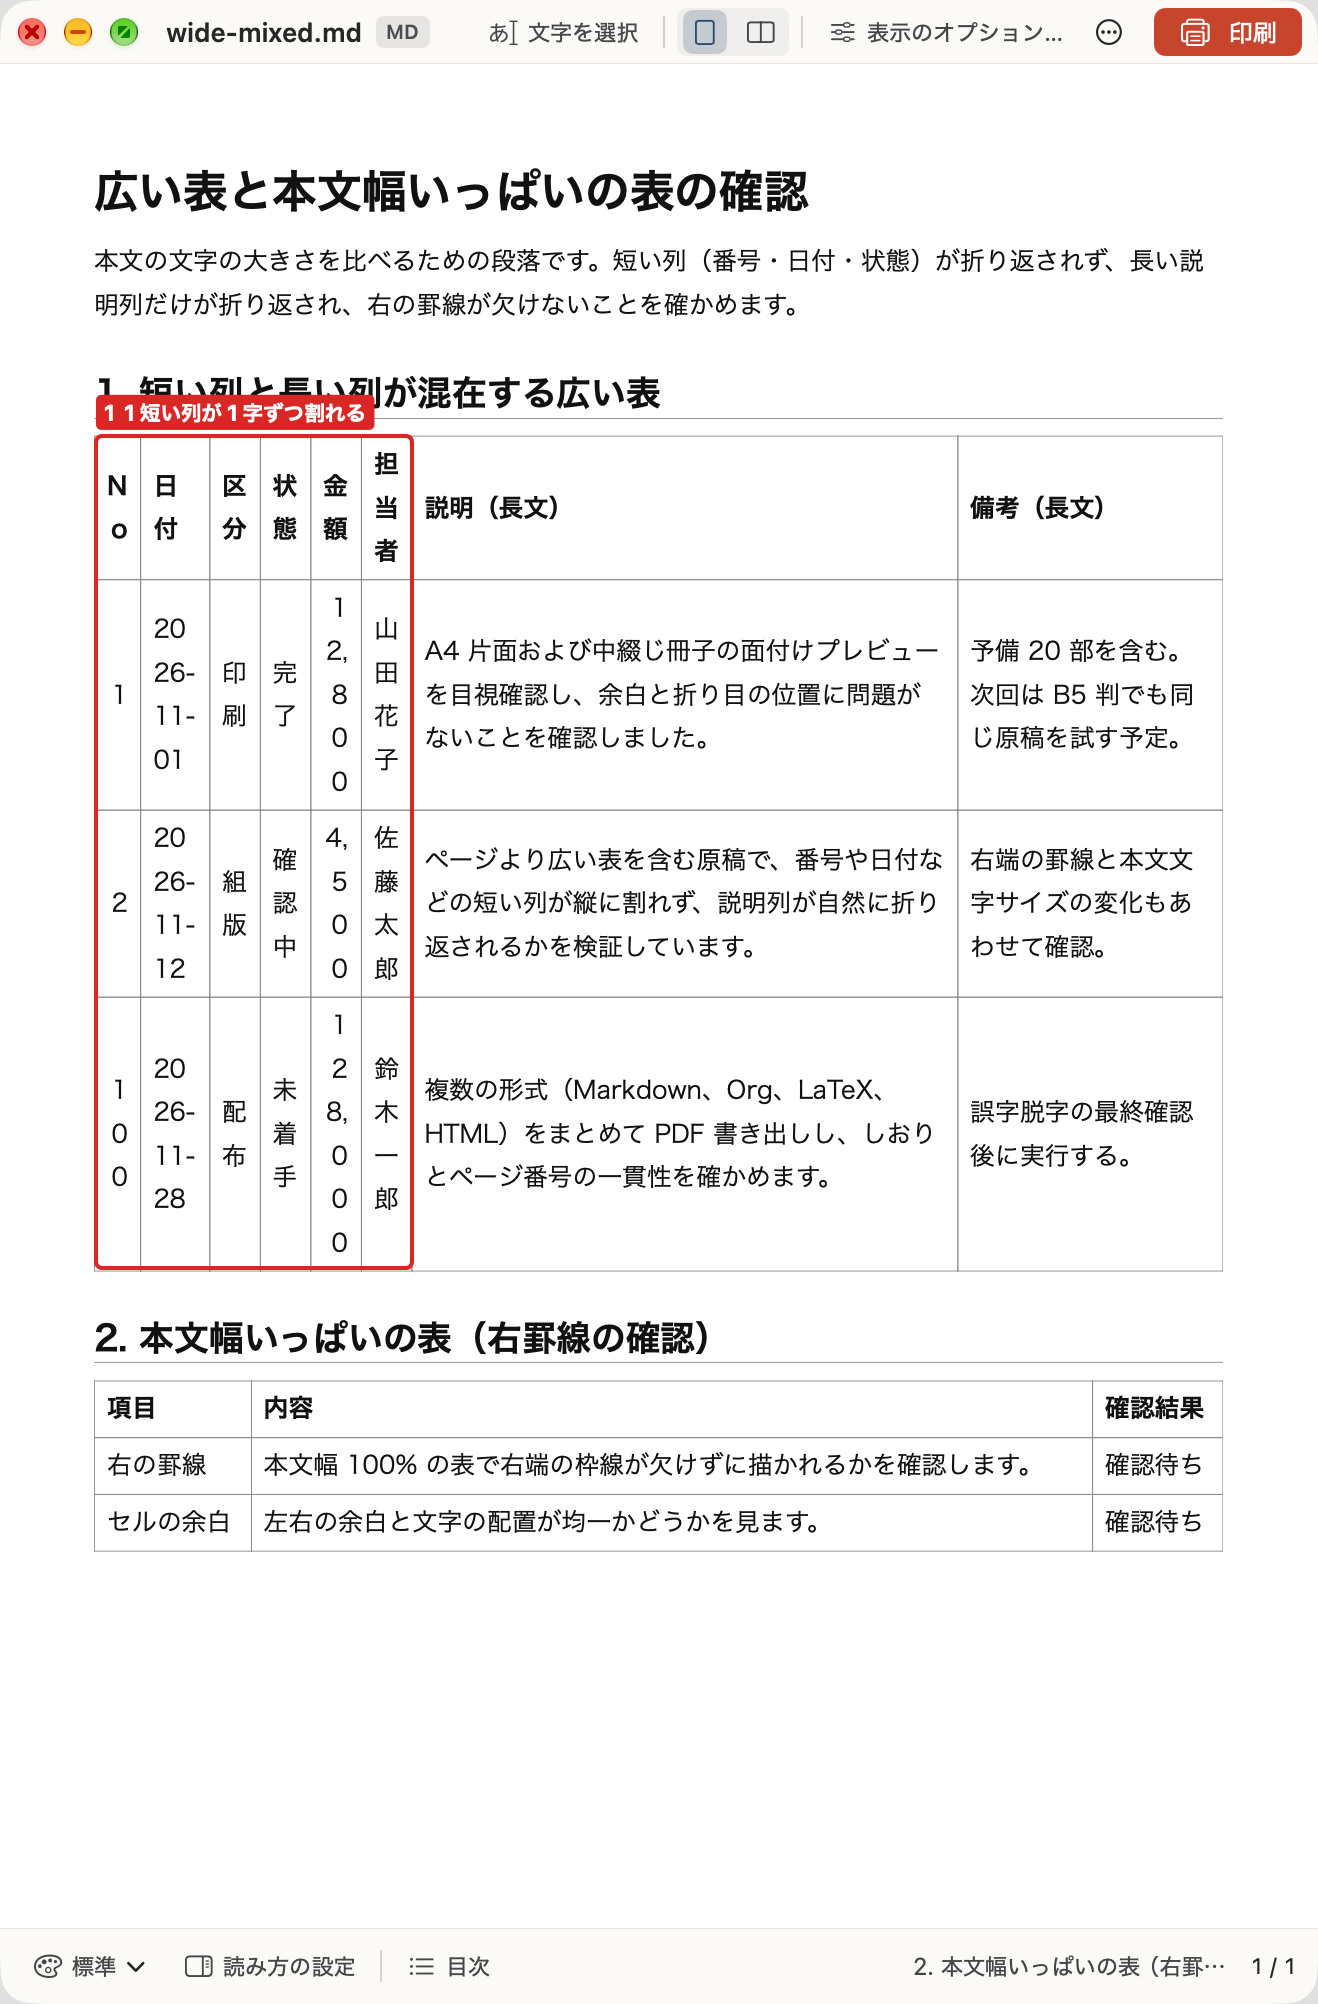 wide-mixed.md MD あ 文字を選択 表示のオプション... 印刷
広い表と本文幅いっぱいの表の確認
本文の文字の大きさを比べるための段落です。短い列（番号・日付・状態）が折り返されず、長い説
明列だけが折り返され、右の罫線が欠けないことを確かめます。
1. 短い列と長い列が混在する広い表
1 1 短い列が1字ずつ割れる
No 日付 区分 状態 金額 担当者 説明（長文） 備考（長文）
1
20
26-
11-
01
印刷
完了
12,800
山田花子
A4 片面および中綴じ冊子の面付けプレビュー
を目視確認し、余白と折り目の位置に問題が
ないことを確認しました。
予備 20 部を含む。
次回は B5 判でも同
じ原稿を試す予定。
2
20
26-
11-
12
組版
確認中
4,500
佐藤太郎
ページより広い表を含む原稿で、番号や日付な
どの短い列が縦に割れず、説明列が自然に折り
返されるかを検証しています。
右端の罫線と本文文
字サイズの変化もあ
わせて確認。
100
20
26-
11-
28
配布
未着手
128,000
鈴木一郎
複数の形式（Markdown、Org、LaTeX、
HTML）をまとめて PDF 書き出しし、しおり
とページ番号の一貫性を確かめます。
誤字脱字の最終確認
後に実行する。
2. 本文幅いっぱいの表（右罫線の確認）
項目 内容 確認結果
右の罫線 本文幅 100% の表で右端の枠線が欠けずに描かれるかを確認します。 確認待ち
セルの余白 左右の余白と文字の配置が均一かどうかを見ます。 確認待ち
標準 読み方の設定 目次 2. 本文幅いっぱいの表（右罫… 1 / 1